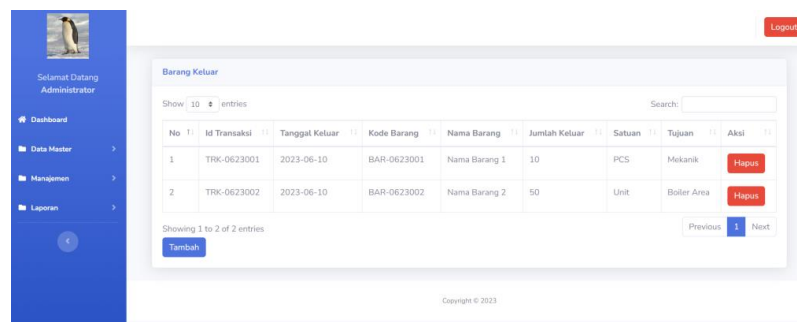 Logout
Selamat Datang
Administrator
Dashboard
Data Master
Manajemen
Laporan
Barang Keluar
Show 10 entries
Search:
No Id Transaksi Tanggal Keluar Kode Barang Nama Barang Jumlah Keluar Satuan Tujuan Aksi
1 TRK-0623001 2023-06-10 BAR-0623001 Nama Barang 1 10 PCS Mekanik Hapus
2 TRK-0623002 2023-06-10 BAR-0623002 Nama Barang 2 50 Unit Boiler Area Hapus
Showing 1 to 2 of 2 entries
Previous 1 Next
Tambah
Copyright © 2023